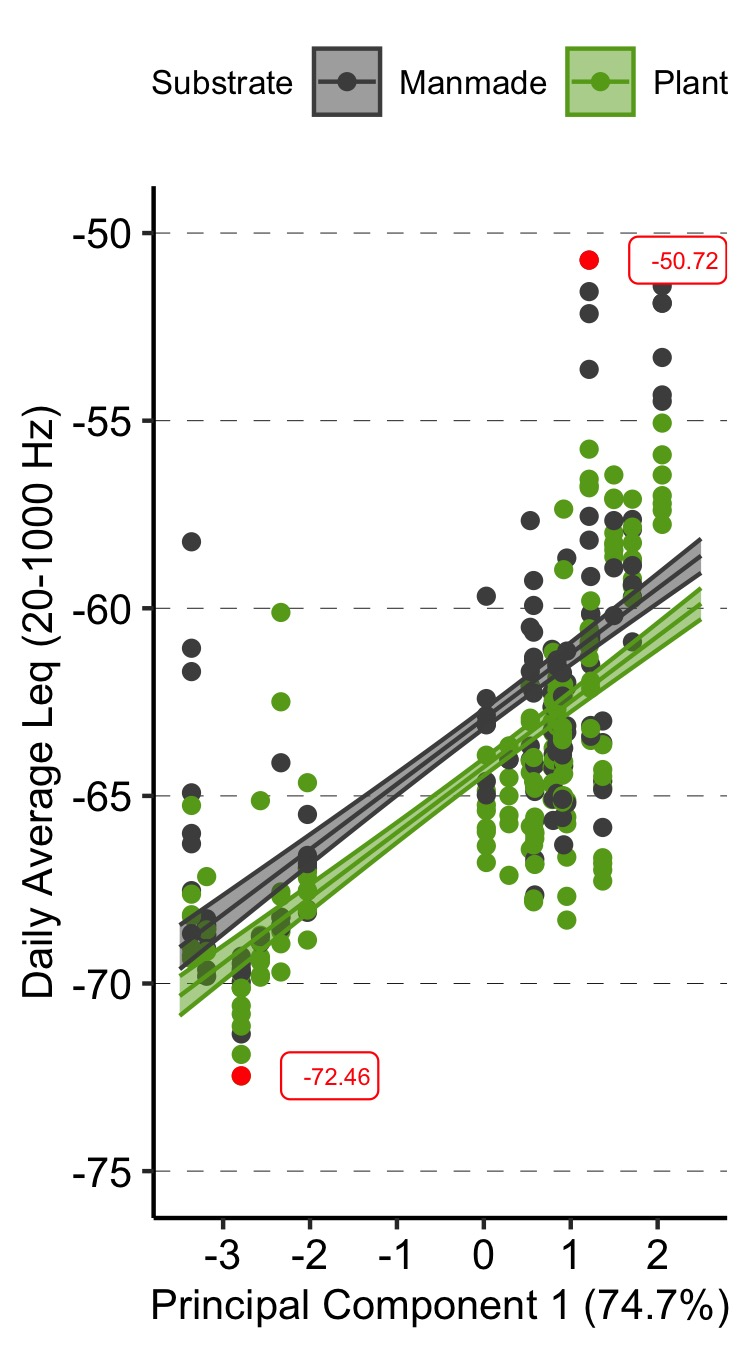 Substrate Manmade Plant
-50
-50.72
-55
-60
-65
-70
-72.46
-75
Daily Average Leq (20-1000 Hz)
-3 -2 -1 0 1 2
Principal Component 1 (74.7%)